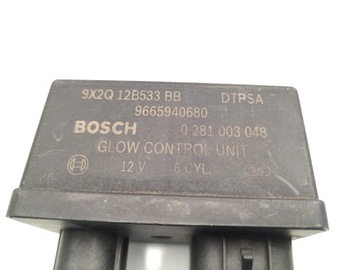 9X2Q 12B533 BB DTPSA
9665940680
BOSCH 0 281 003 048
GLOW CONTROL UNIT
12 V 6 CYL.